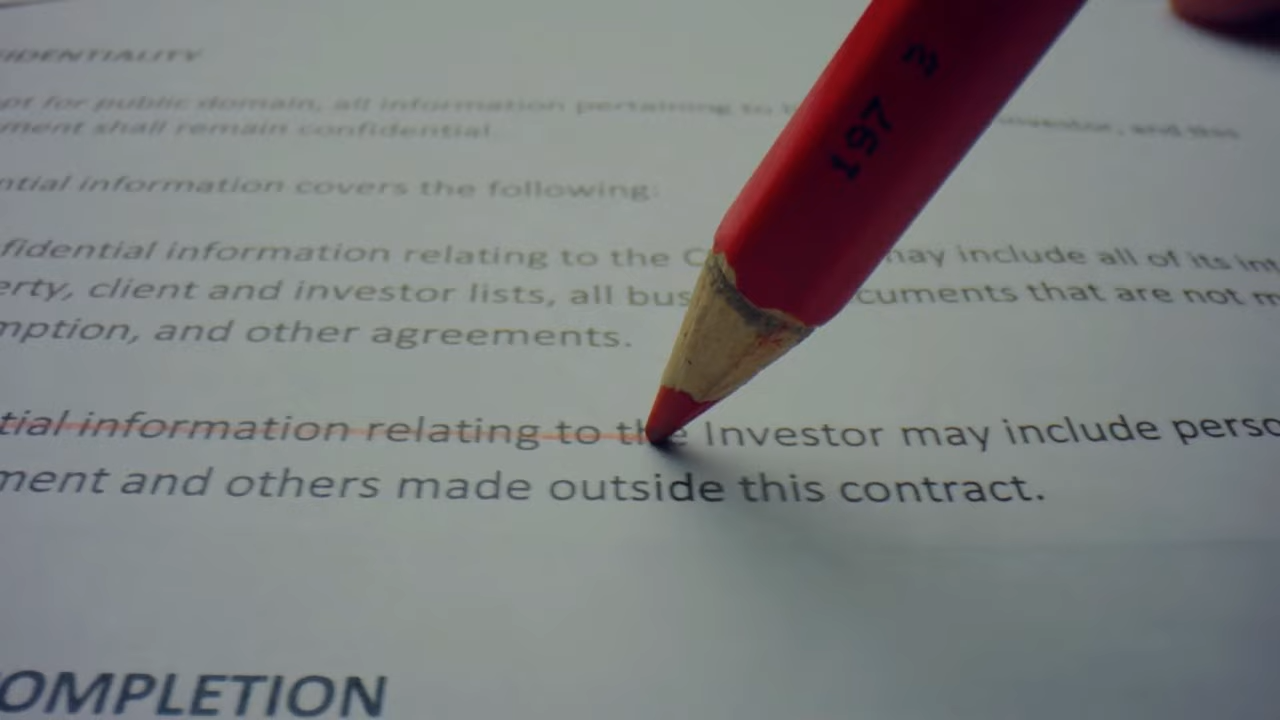 IDENTIALITY
pt for public domain, all information pertaining to
ment shall remain confidential.
ntial information covers the following:
fidential information relating to the C may include all of its int
erty, client and investor lists, all bus cuments that are not m
mption, and other agreements.
tial information relating to the Investor may include perso
ment and others made outside this contract.
OMPLETION
197 3